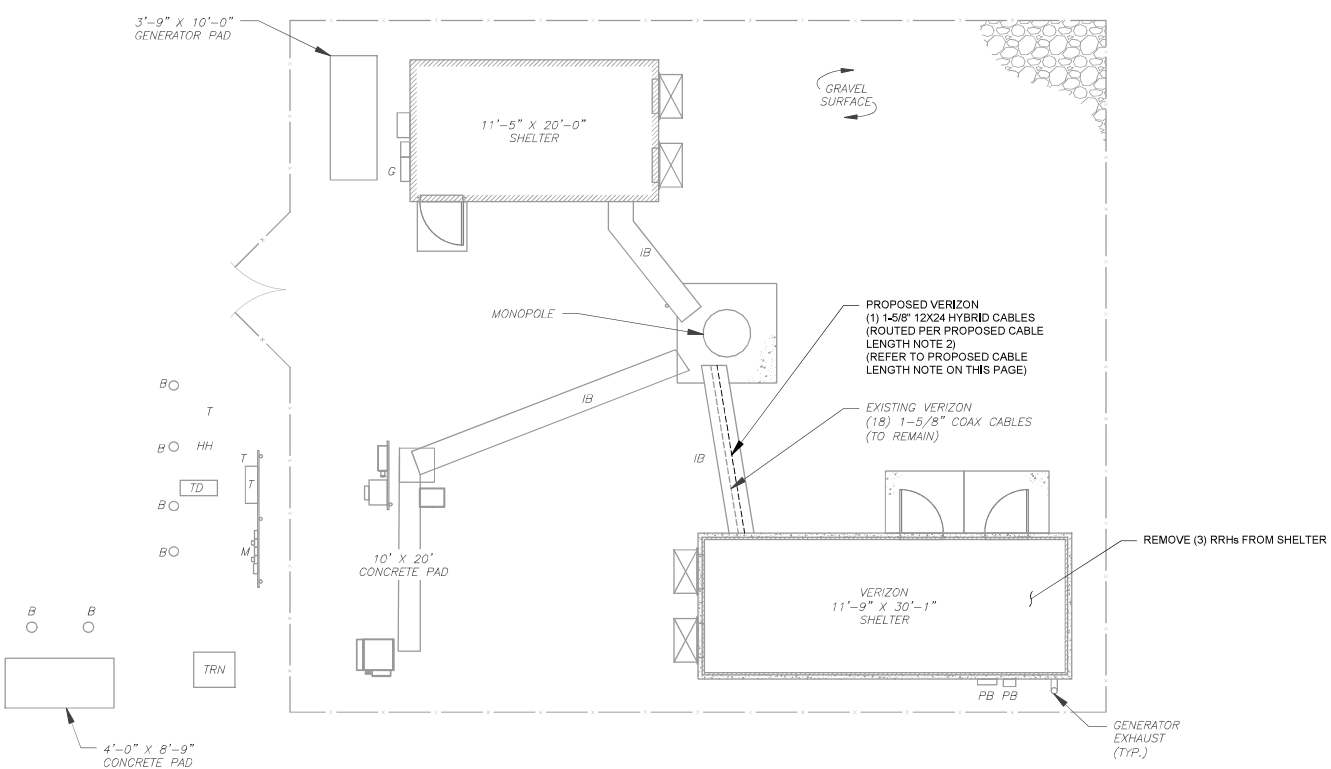 3'-9" X 10'-0"
GENERATOR PAD
11'-5" X 20'-0"
SHELTER
GRAVEL
SURFACE
G
IB
MONOPOLE
PROPOSED VERIZON
(1) 1-5/8" 12X24 HYBRID CABLES
(ROUTED PER PROPOSED CABLE
LENGTH NOTE 2)
(REFER TO PROPOSED CABLE
LENGTH NOTE ON THIS PAGE)
EXISTING VERIZON
(18) 1-5/8" COAX CABLES
(TO REMAIN)
IB
IB
B
T
B
HH
T
TD
T
B
B
M
10' X 20'
CONCRETE PAD
REMOVE (3) RRHs FROM SHELTER
VERIZON
11'-9" X 30'-1"
SHELTER
B
B
TRN
PB
PB
GENERATOR
EXHAUST
(TYP.)
4'-0" X 8'-9"
CONCRETE PAD